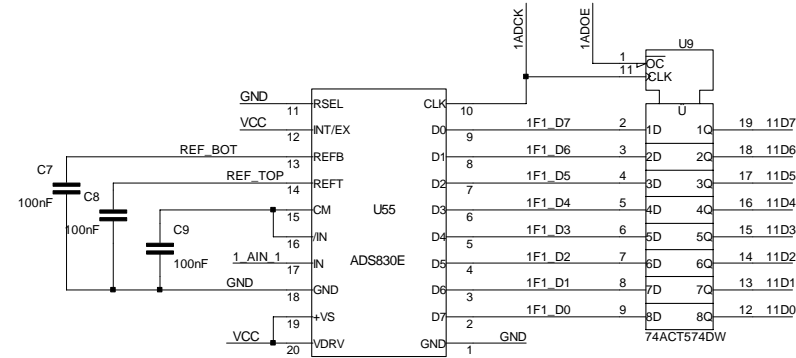 1ADCK
1ADOE
U9
1
OC
11
CLK
GND
11
RSEL
CLK
10
Ü
VCC
12
INT/EX
D0
9
1F1_D7
2
1D
1Q
19
11D7
REF_BOT
13
REFB
D1
8
1F1_D6
3
2D
2Q
18
11D6
C7
100nF
REF_TOP
14
REFT
D2
7
1F1_D5
4
3D
3Q
17
11D5
C8
100nF
15
CM
U55
D3
6
1F1_D4
5
4D
4Q
16
11D4
C9
100nF
16
/IN
D4
5
1F1_D3
6
5D
5Q
15
11D3
1_AIN_1
17
IN
ADS830E
D5
4
1F1_D2
7
6D
6Q
14
11D2
GND
18
GND
D6
3
1F1_D1
8
7D
7Q
13
11D1
19
+VS
D7
2
1F1_D0
9
8D
8Q
12
11D0
VCC
20
VDRV
GND
1
GND
74ACT574DW